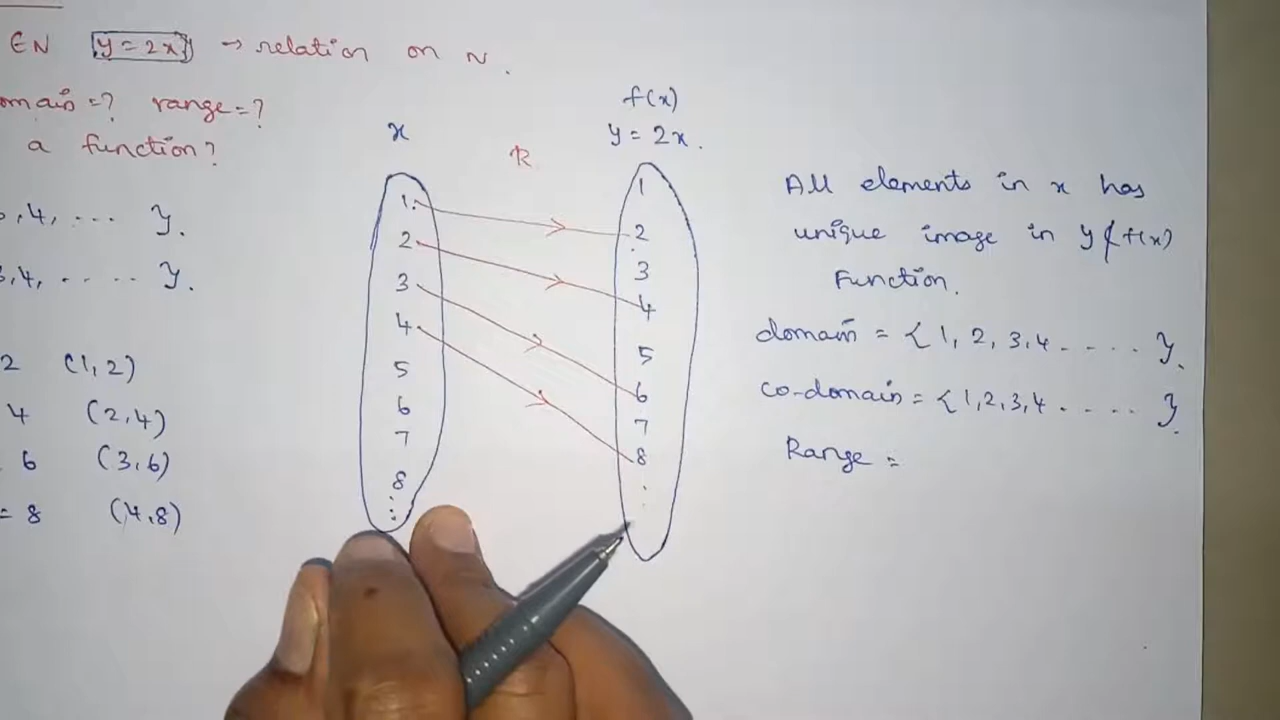 EN y = 2x} → relation on N.
omain = ? range = ?
a function?
3, 4, ... }.
3, 4, ..... }.
2 (1, 2)
4 (2, 4)
6 (3, 6)
= 8 (4, 8)
x
R
f(x)
y = 2x.
1.
2
3
4
5
6
7
8
1
2
3
4
5
6
7
8
All elements in x has
unique image in y f(x)
Function.
domain = { 1, 2, 3, 4 ..... }.
co-domain = { 1, 2, 3, 4 ..... }.
Range =